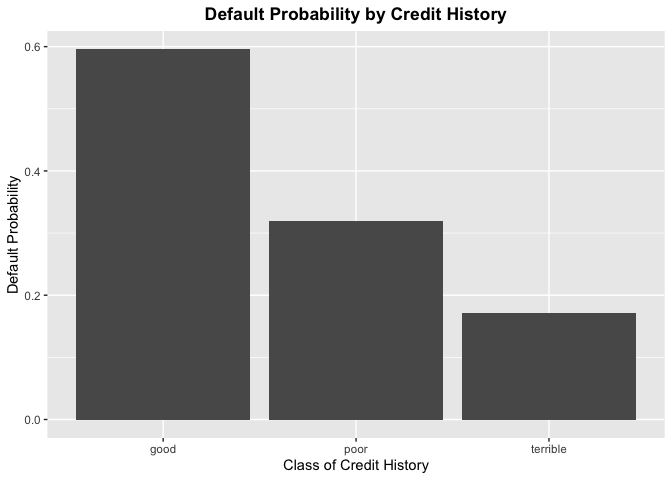 Default Probability by Credit History
0.6
0.4
0.2
0.0
Default Probability
good poor terrible
Class of Credit History